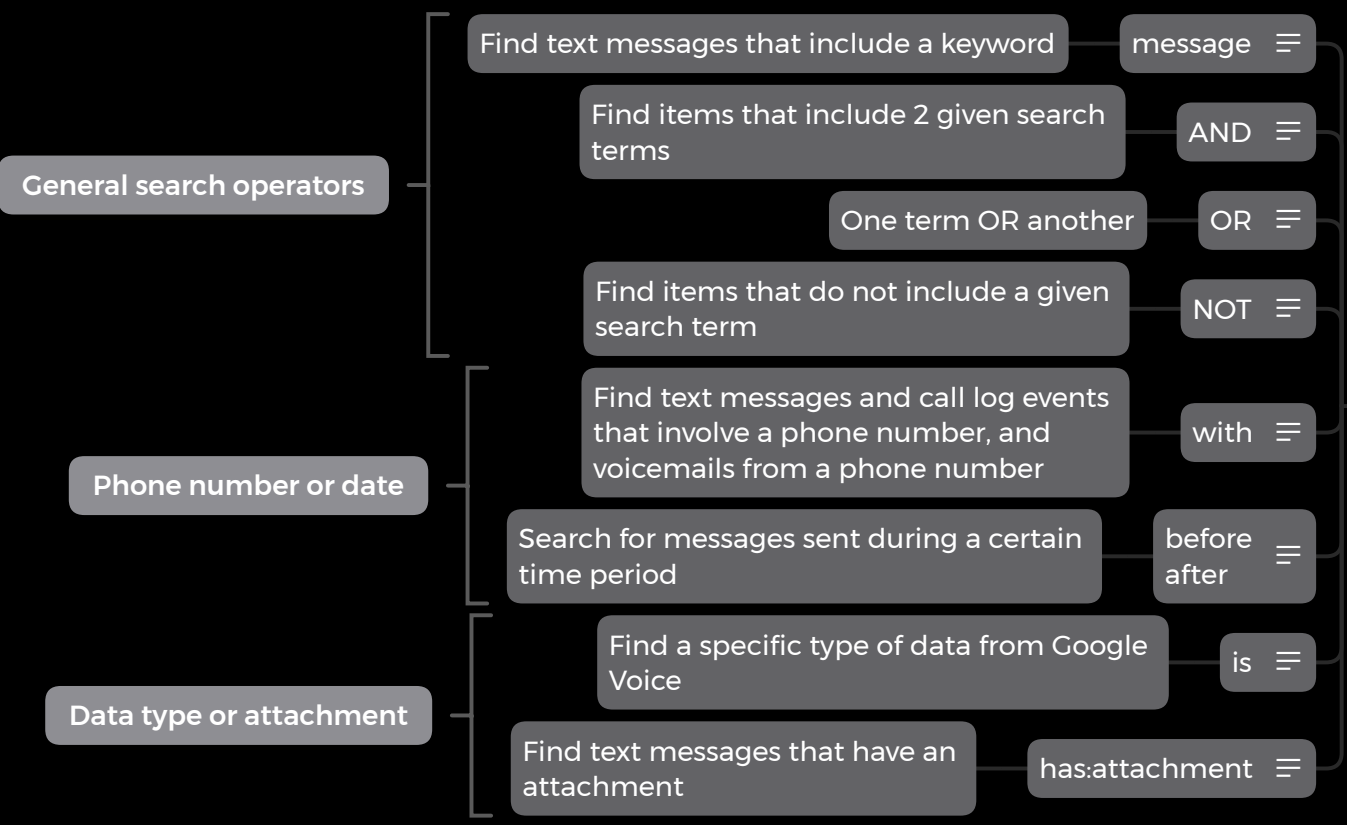 General search operators
Find text messages that include a keyword
message
Find items that include 2 given search
terms
AND
One term OR another
OR
Find items that do not include a given
search term
NOT
Phone number or date
Find text messages and call log events
that involve a phone number, and
voicemails from a phone number
with
Search for messages sent during a certain
time period
before
after
Data type or attachment
Find a specific type of data from Google
Voice
is
Find text messages that have an
attachment
has:attachment